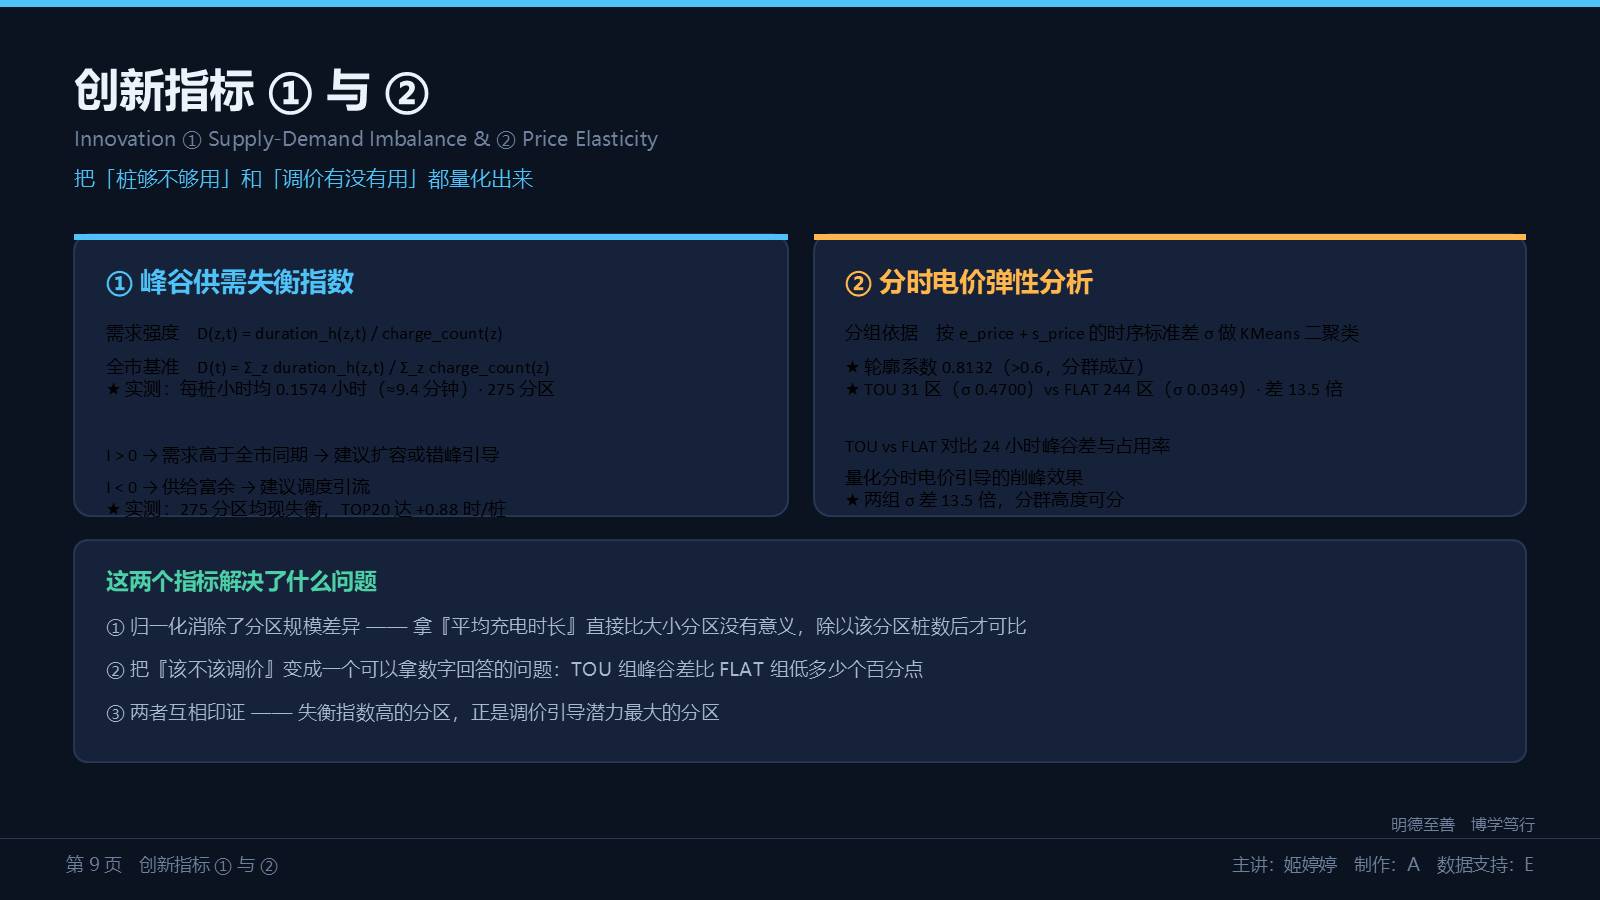 创新指标 ① 与 ②
Innovation ① Supply-Demand Imbalance & ② Price Elasticity
把「桩够不够用」和「调价有没有用」都量化出来
① 峰谷供需失衡指数
需求强度　D(z,t) = duration_h(z,t) / charge_count(z)
全市基准　D(t) = Σ_z duration_h(z,t) / Σ_z charge_count(z)
★ 实测：每桩小时均 0.1574 小时（≈9.4 分钟）· 275 分区
I > 0 → 需求高于全市同期 → 建议扩容或错峰引导
I < 0 → 供给富余 → 建议调度引流
★ 实测：275 分区均现失衡，TOP20 达 +0.88 时/桩
② 分时电价弹性分析
分组依据　按 e_price + s_price 的时序标准差 σ 做 KMeans 二聚类
★ 轮廓系数 0.8132（>0.6，分群成立）
★ TOU 31 区（σ 0.4700）vs FLAT 244 区（σ 0.0349）· 差 13.5 倍
TOU vs FLAT 对比 24 小时峰谷差与占用率
量化分时电价引导的削峰效果
★ 两组 σ 差 13.5 倍，分群高度可分
这两个指标解决了什么问题
① 归一化消除了分区规模差异 —— 拿『平均充电时长』直接比大小分区没有意义，除以该分区桩数后才可比
② 把『该不该调价』变成一个可以拿数字回答的问题：TOU 组峰谷差比 FLAT 组低多少个百分点
③ 两者互相印证 —— 失衡指数高的分区，正是调价引导潜力最大的分区
明德至善　博学笃行
第 9 页　创新指标 ① 与 ②
主讲：姬婷婷　制作：A　数据支持：E